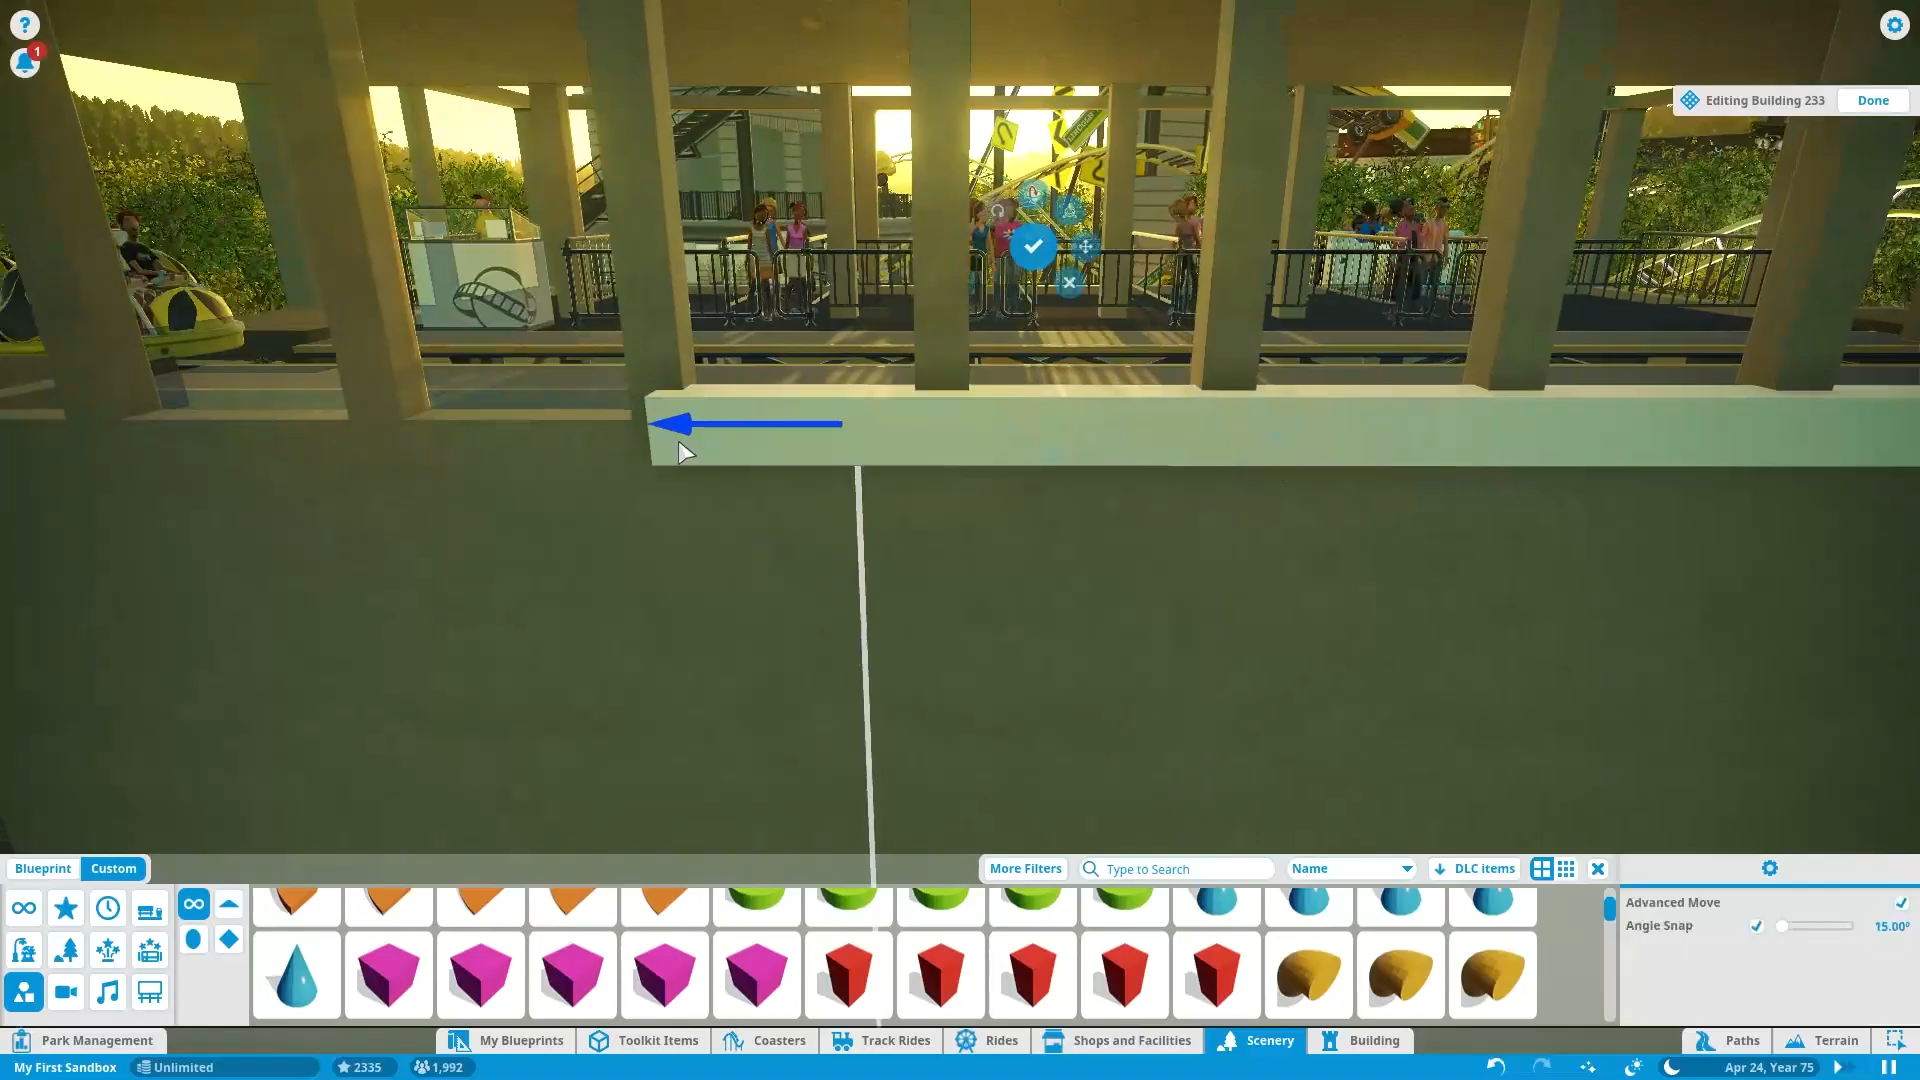 ?
1
Editing Building 233
Done
Blueprint
Custom
More Filters
Type to Search
Name
DLC items
Advanced Move
Angle Snap
15.00°
Park Management
My Blueprints
Toolkit Items
Coasters
Track Rides
Rides
Shops and Facilities
Scenery
Building
Paths
Terrain
My First Sandbox
Unlimited
2335
1,992
Apr 24, Year 75